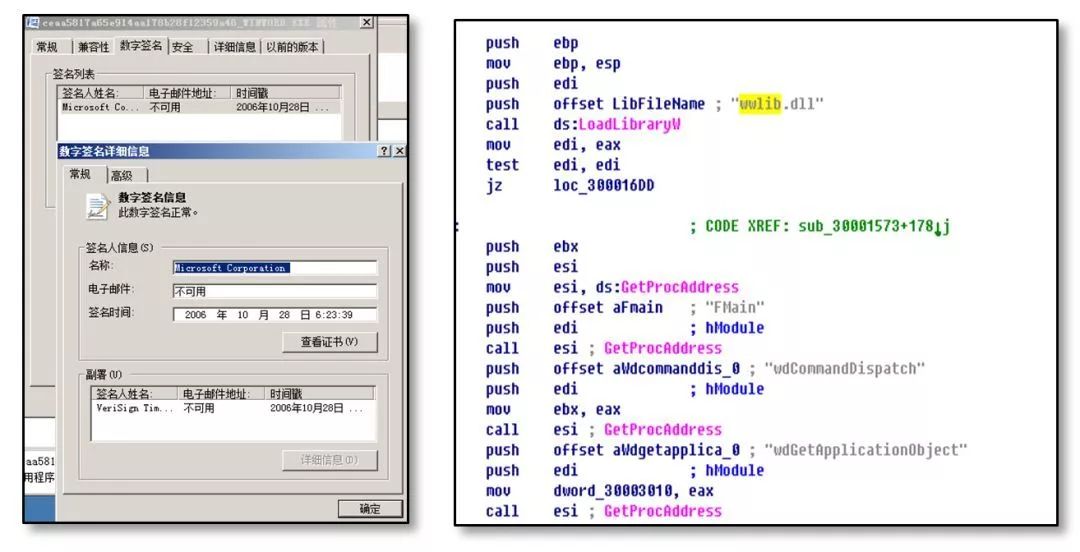 ceaa5817a65e914aa178b28f12359a46_WINWORD.EXE 属性
常规 兼容性 数字签名 安全 详细信息 以前的版本
签名列表
签名人姓名: 电子邮件地址: 时间戳
Microsoft Co... 不可用 2006年10月28日 ...
数字签名详细信息
常规 高级
数字签名信息
此数字签名正常。
签名人信息(S)
名称: Microsoft Corporation
电子邮件: 不可用
签名时间: 2006 年 10 月 28 日 6:23:39
查看证书(V)
副署(U)
签名人姓名: 电子邮件地址: 时间戳
VeriSign Tim... 不可用 2006年10月28日 ...
详细信息(D)
aa581
用程序
确定
push ebp
mov ebp, esp
push edi
push offset LibFileName ; "wwlib.dll"
call ds:LoadLibraryW
mov edi, eax
test edi, edi
jz loc_300016DD
; CODE XREF: sub_30001573+178↓j
push ebx
push esi
mov esi, ds:GetProcAddress
push offset aFmain ; "FMain"
push edi ; hModule
call esi ; GetProcAddress
push offset aWdcommanddis_0 ; "wdCommandDispatch"
push edi ; hModule
mov ebx, eax
call esi ; GetProcAddress
push offset aWdgetapplica_0 ; "wdGetApplicationObject"
push edi ; hModule
mov dword_30003010, eax
call esi ; GetProcAddress